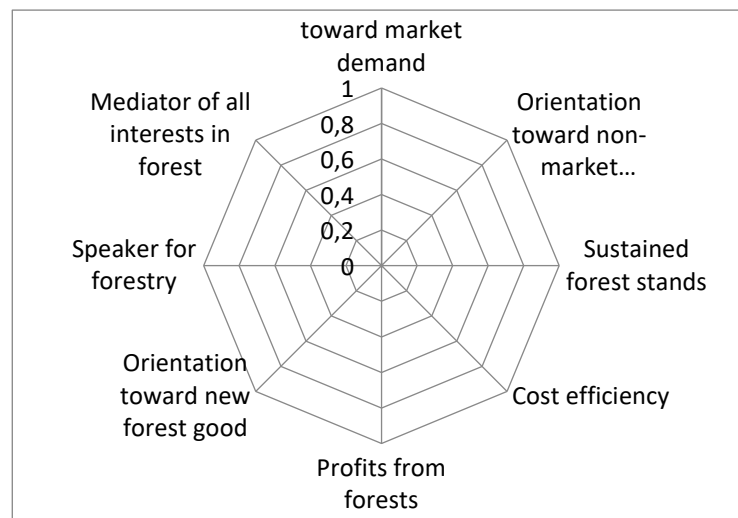 toward market
demand
1
0,8
0,6
0,4
0,2
0
Orientation
toward non-
market...
Sustained
forest stands
Cost efficiency
Profits from
forests
Orientation
toward new
forest good
Speaker for
forestry
Mediator of all
interests in
forest